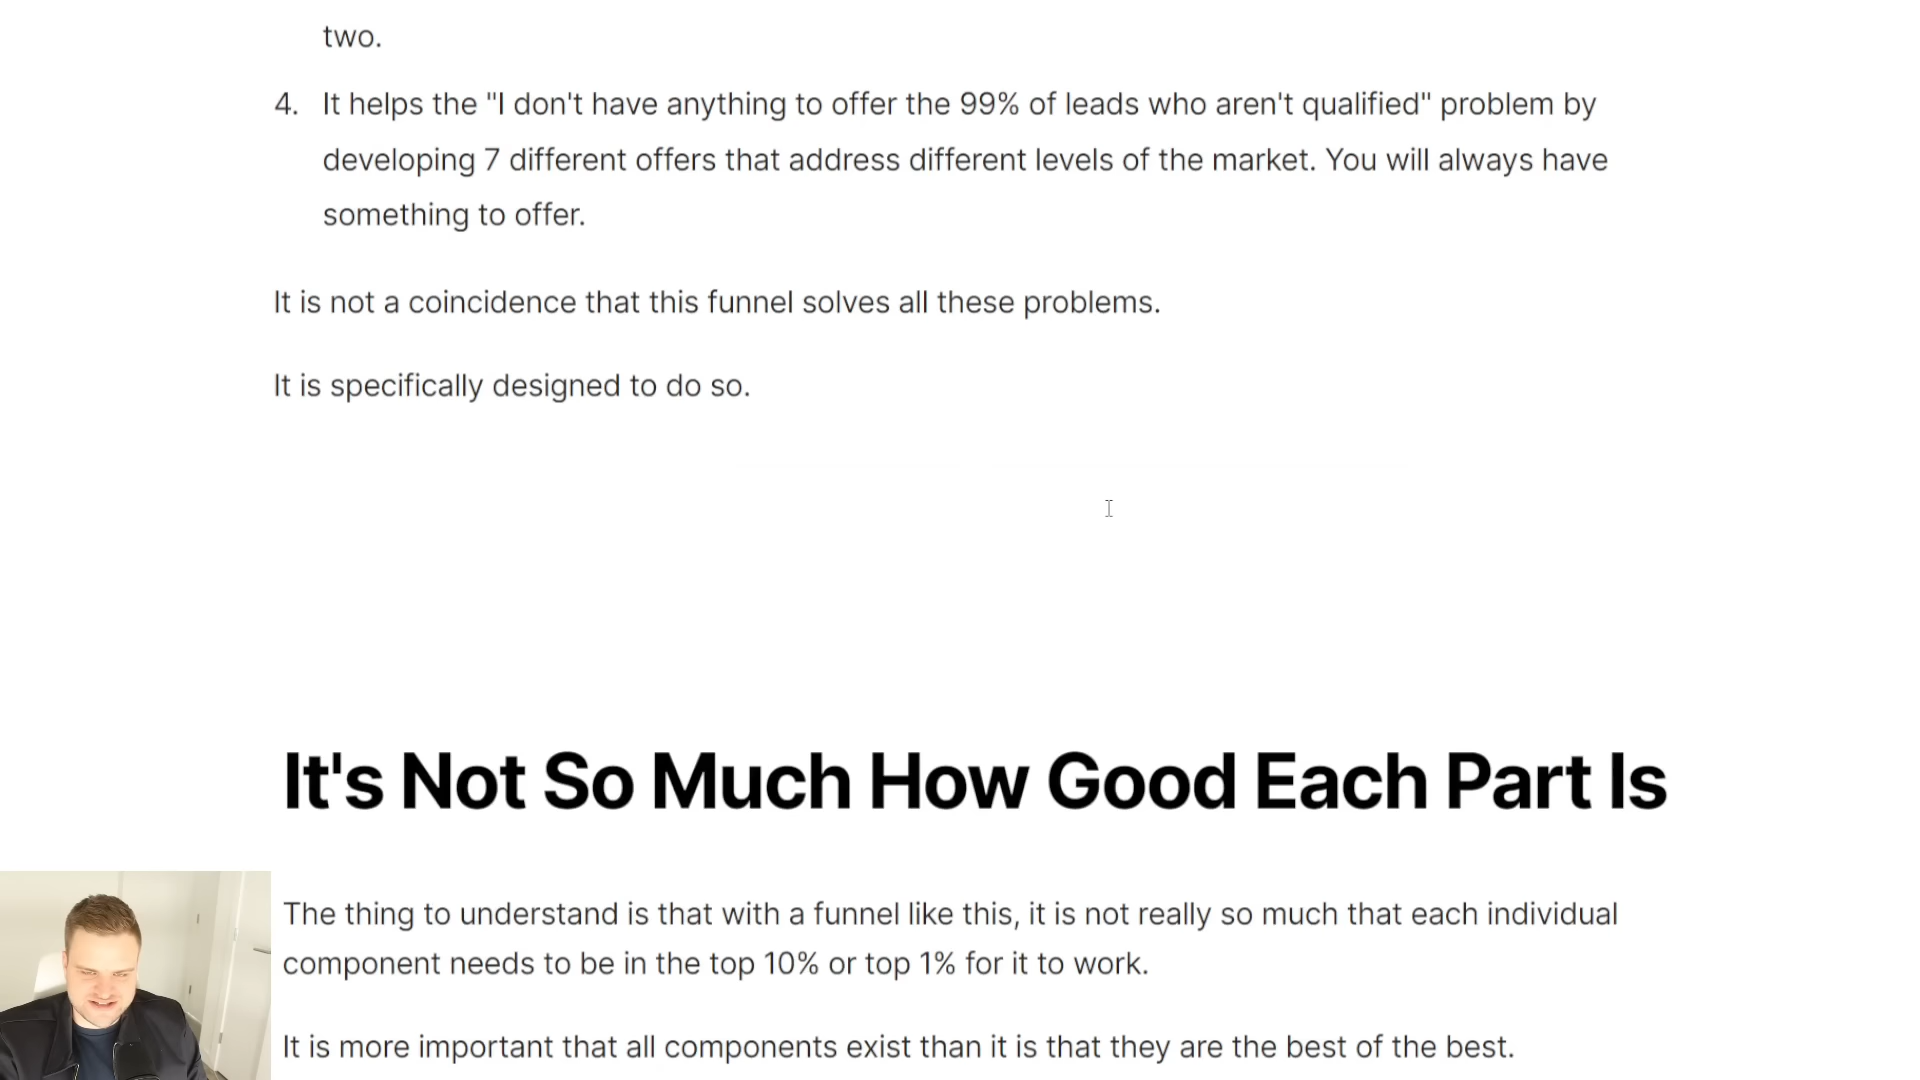 two.
4. It helps the "I don't have anything to offer the 99% of leads who aren't qualified" problem by
developing 7 different offers that address different levels of the market. You will always have
something to offer.
It is not a coincidence that this funnel solves all these problems.
It is specifically designed to do so.
It's Not So Much How Good Each Part Is
The thing to understand is that with a funnel like this, it is not really so much that each individual
component needs to be in the top 10% or top 1% for it to work.
It is more important that all components exist than it is that they are the best of the best.